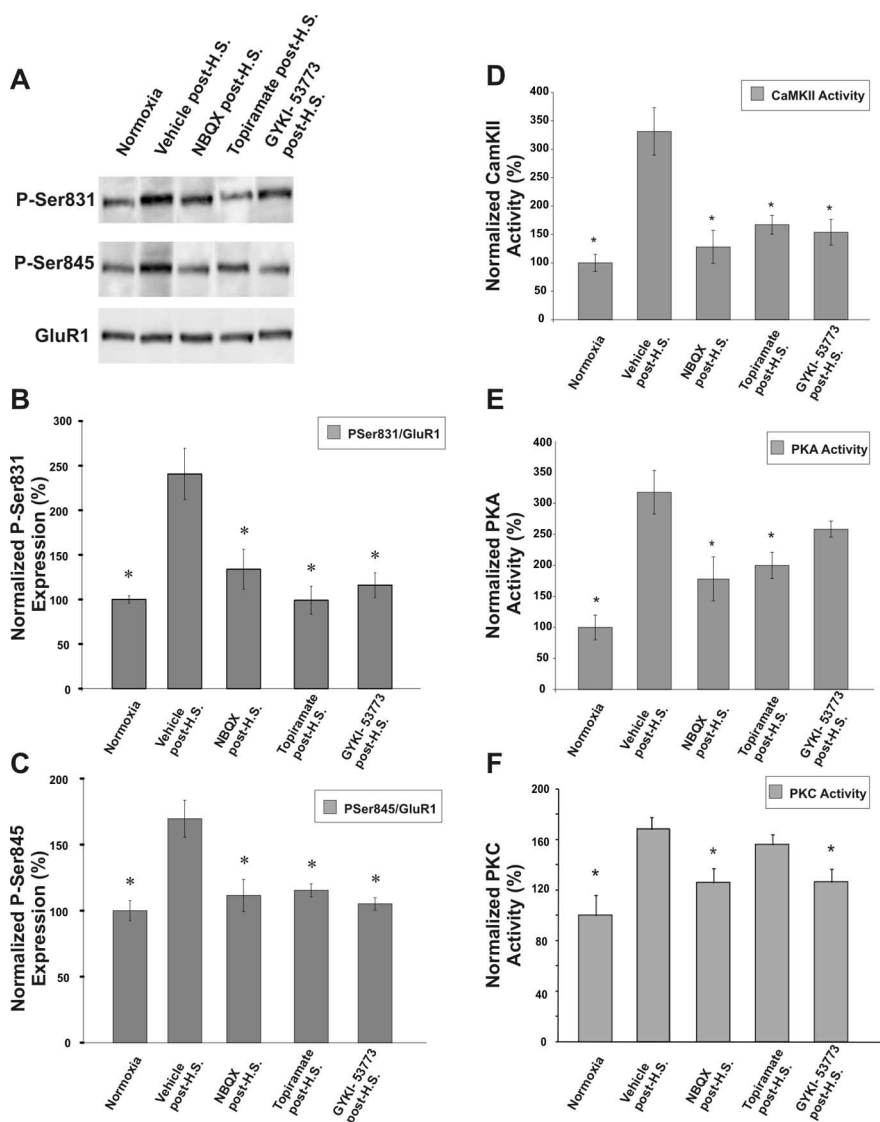 A
Normoxia
Vehicle post-H.S.
NBQX post-H.S.
Topiramate post-H.S.
GYKI- 53773
post-H.S.
P-Ser831
P-Ser845
GluR1
B
Normalized P-Ser831
Expression (%)
300
250
200
150
100
50
0
PSer831/GluR1
*
*
*
*
Normoxia
Vehicle
post-H.S.
NBQX
post-H.S.
Topiramate
post-H.S.
GYKI- 53773
post-H.S.
C
Normalized P-Ser845
Expression (%)
200
150
100
50
0
PSer845/GluR1
*
*
*
*
Normoxia
Vehicle
post-H.S.
NBQX
post-H.S.
Topiramate
post-H.S.
GYKI- 53773
post-H.S.
D
Normalized CamKII
Activity (%)
400
350
300
250
200
150
100
50
0
CaMKII Activity
*
*
*
*
Normoxia
Vehicle
post-H.S.
NBQX
post-H.S.
Topiramate
post-H.S.
GYKI- 53773
post-H.S.
E
Normalized PKA
Activity (%)
400
350
300
250
200
150
100
50
0
PKA Activity
*
*
*
Normoxia
Vehicle
post-H.S.
NBQX
post-H.S.
Topiramate
post-H.S.
GYKI- 53773
post-H.S.
F
Normalized PKC
Activity (%)
200
160
120
80
40
0
PKC Activity
*
*
*
Normoxia
Vehicle
post-H.S.
NBQX
post-H.S.
Topiramate
post-H.S.
GYKI- 53773
post-H.S.